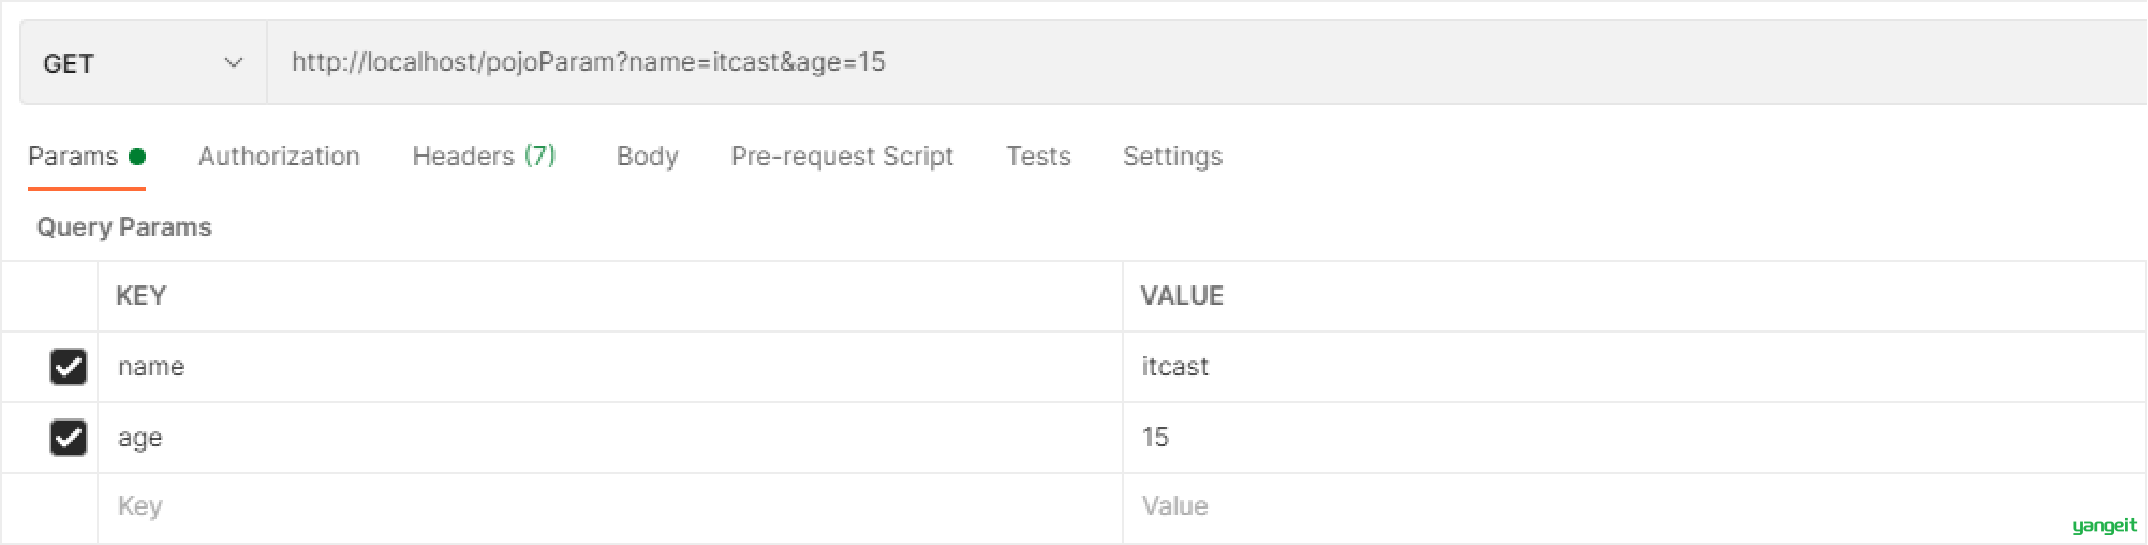 GET http://localhost/pojoParam?name=itcast&age=15
Params Authorization Headers (7) Body Pre-request Script Tests Settings
Query Params
KEY VALUE
name itcast
age 15
Key Value
yangeit